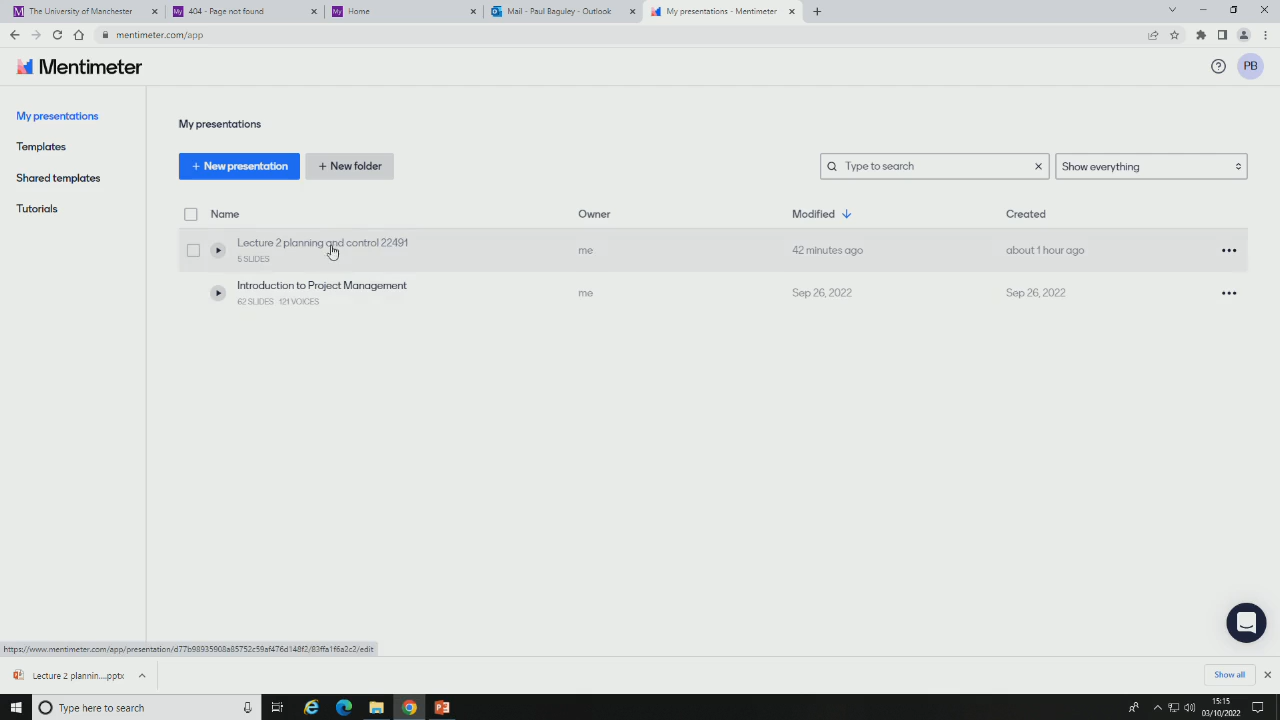 The University of Manchester
404 - Page not found
Home
Mail - Paul Baguley - Outlook
My presentations - Mentimeter
mentimeter.com/app
Mentimeter
PB
My presentations
Templates
Shared templates
Tutorials
My presentations
+ New presentation
+ New folder
Type to search
Show everything
Name
Owner
Modified
Created
Lecture 2 planning and control 22491
5 SLIDES
me
42 minutes ago
about 1 hour ago
Introduction to Project Management
62 SLIDES 121 VOICES
me
Sep 26, 2022
Sep 26, 2022
https://www.mentimeter.com/app/presentation/d77b98935908a85752c59af476d148f2/83ffa1f6a2c2/edit
Lecture 2 plannin....pptx
Show all
Type here to search
15:15
03/10/2022